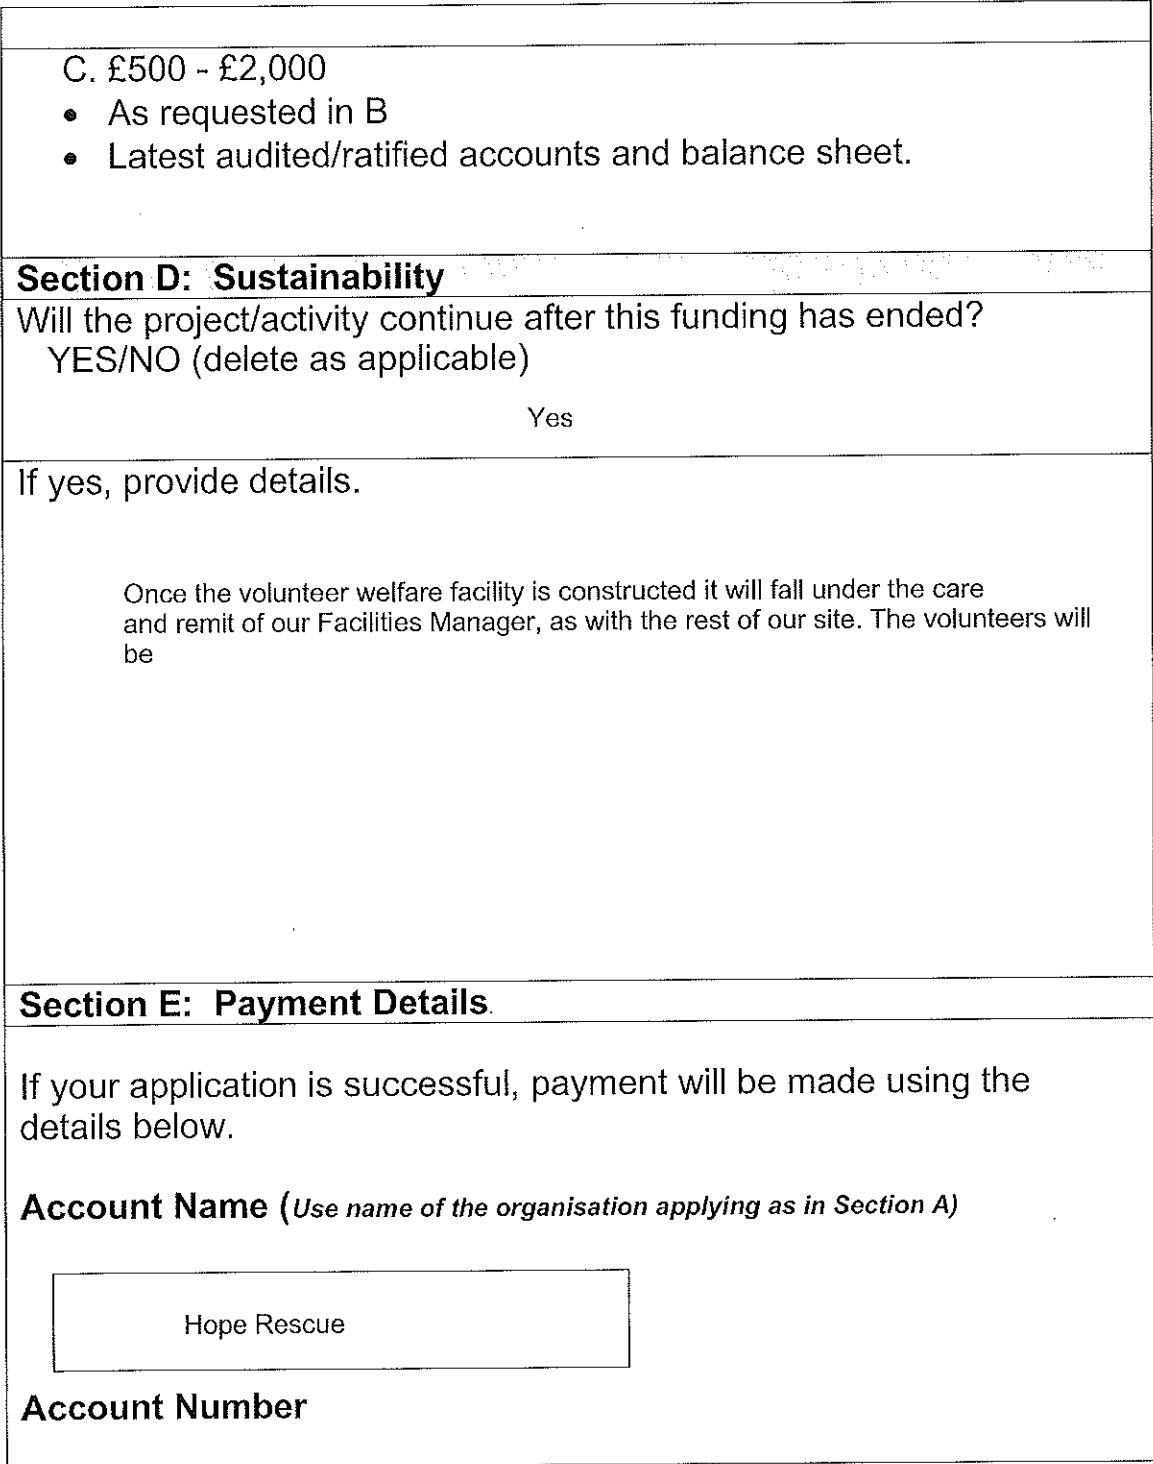 C. £500 - £2,000
• As requested in B
• Latest audited/ratified accounts and balance sheet.
Section D: Sustainability
Will the project/activity continue after this funding has ended?
YES/NO (delete as applicable)
Yes
If yes, provide details.
Once the volunteer welfare facility is constructed it will fall under the care
and remit of our Facilities Manager, as with the rest of our site. The volunteers will
be
Section E: Payment Details.
If your application is successful, payment will be made using the
details below.
Account Name (Use name of the organisation applying as in Section A)
Hope Rescue
Account Number